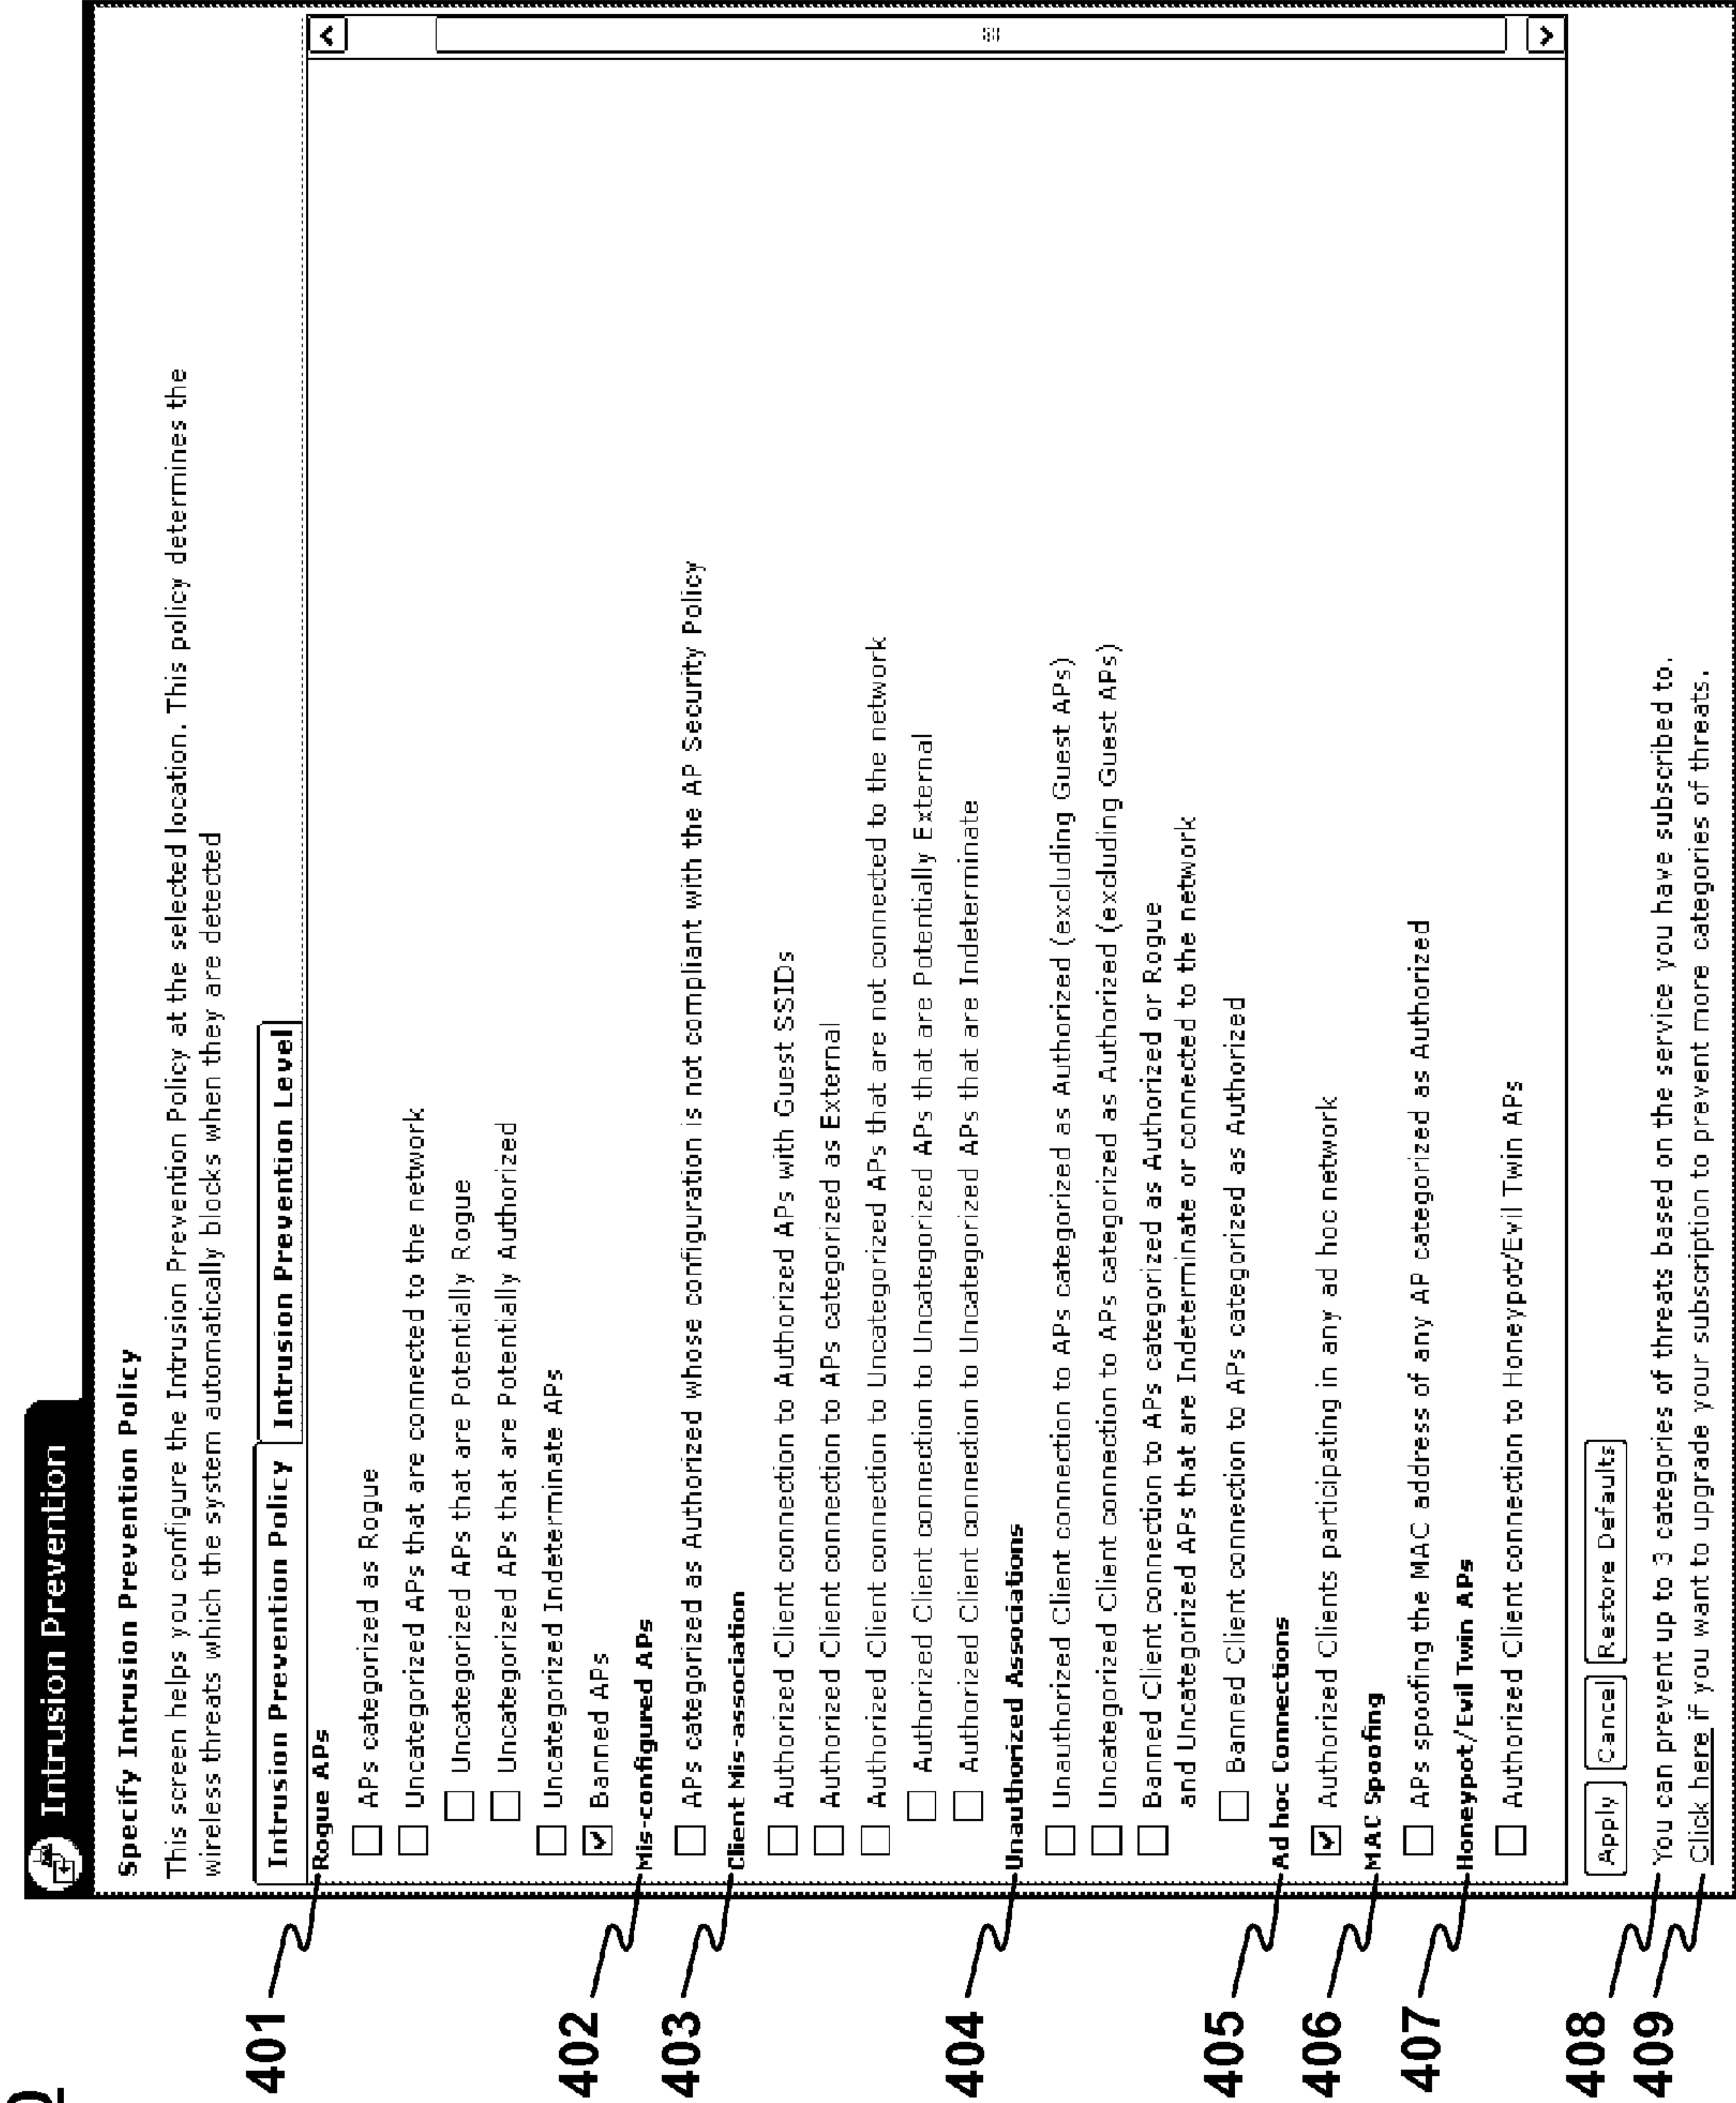 Intrusion Prevention
Specify Intrusion Prevention Policy
This screen helps you configure the Intrusion Prevention Policy at the selected location. This policy determines the
wireless threats which the system automatically blocks when they are detected
Intrusion Prevention Policy Intrusion Prevention Level
401 Rogue APs
APs categorized as Rogue
Uncategorized APs that are connected to the network
Uncategorized APs that are Potentially Rogue
Uncategorized APs that are Potentially Authorized
Uncategorized Indeterminate APs
Banned APs
402 Mis-configured APs
APs categorized as Authorized whose configuration is not compliant with the AP Security Policy
403 Client Mis-association
Authorized Client connection to Authorized APs with Guest SSIDs
Authorized Client connection to APs categorized as External
Authorized Client connection to Uncategorized APs that are not connected to the network
Authorized Client connection to Uncategorized APs that are Potentially External
Authorized Client connection to Uncategorized APs that are Indeterminate
404 Unauthorized Associations
Unauthorized Client connection to APs categorized as Authorized (excluding Guest APs)
Uncategorized Client connection to APs categorized as Authorized (excluding Guest APs)
Banned Client connection to APs categorized as Authorized or Rogue
and Uncategorized APs that are Indeterminate or connected to the network
Banned Client connection to APs categorized as Authorized
405 Ad hoc Connections
Authorized Clients participating in any ad hoc network
406 MAC Spoofing
APs spoofing the MAC address of any AP categorized as Authorized
407 Honeypot/Evil Twin APs
Authorized Client connection to Honeypot/Evil Twin APs
Apply Cancel Restore Defaults
408 You can prevent up to 3 categories of threats based on the service you have subscribed to.
409 Click here if you want to upgrade your subscription to prevent more categories of threats.